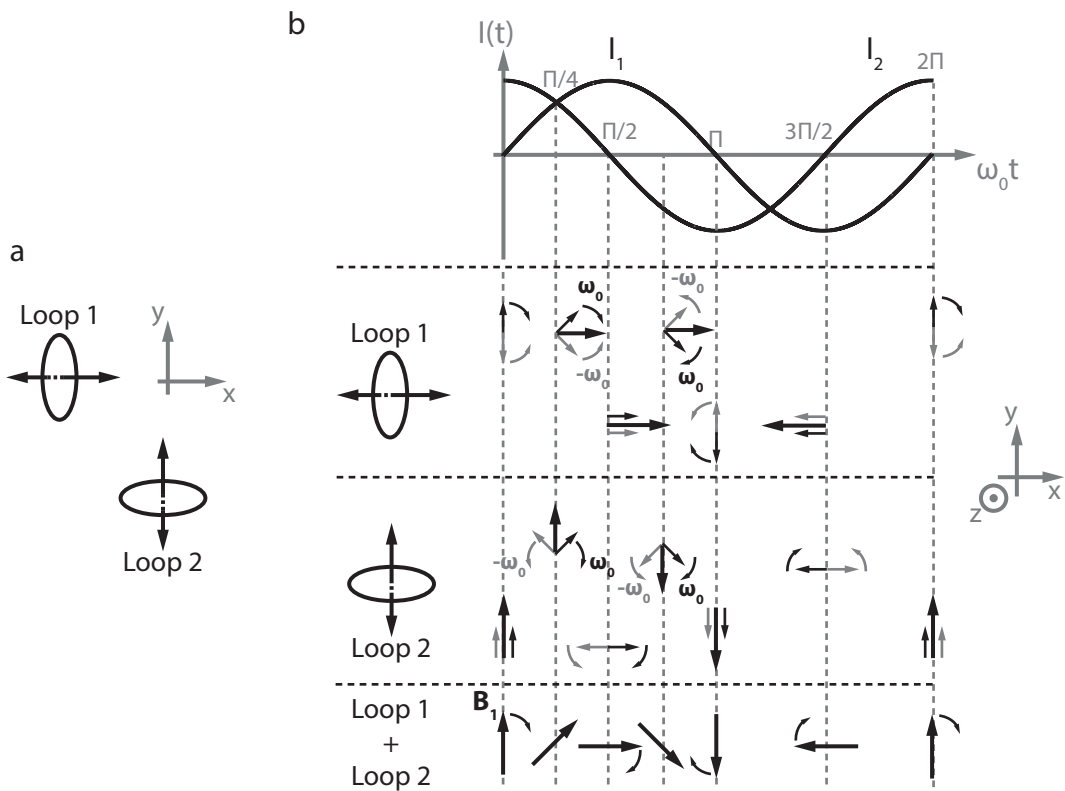 b
I(t)
I₁
I₂
2Π
Π/4
Π/2
Π
3Π/2
ω₀t
a
Loop 1
y
x
Loop 2
Loop 1
ω₀
-ω₀
-ω₀
ω₀
y
x
z
-ω₀
ω₀
-ω₀
ω₀
Loop 2
B₁
Loop 1
+
Loop 2